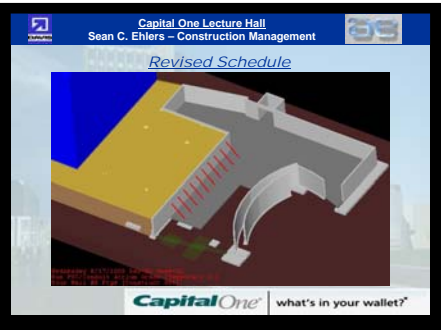 Capital One Lecture Hall
Sean C. Ehlers – Construction Management
Revised Schedule
Capital One
what's in your wallet?